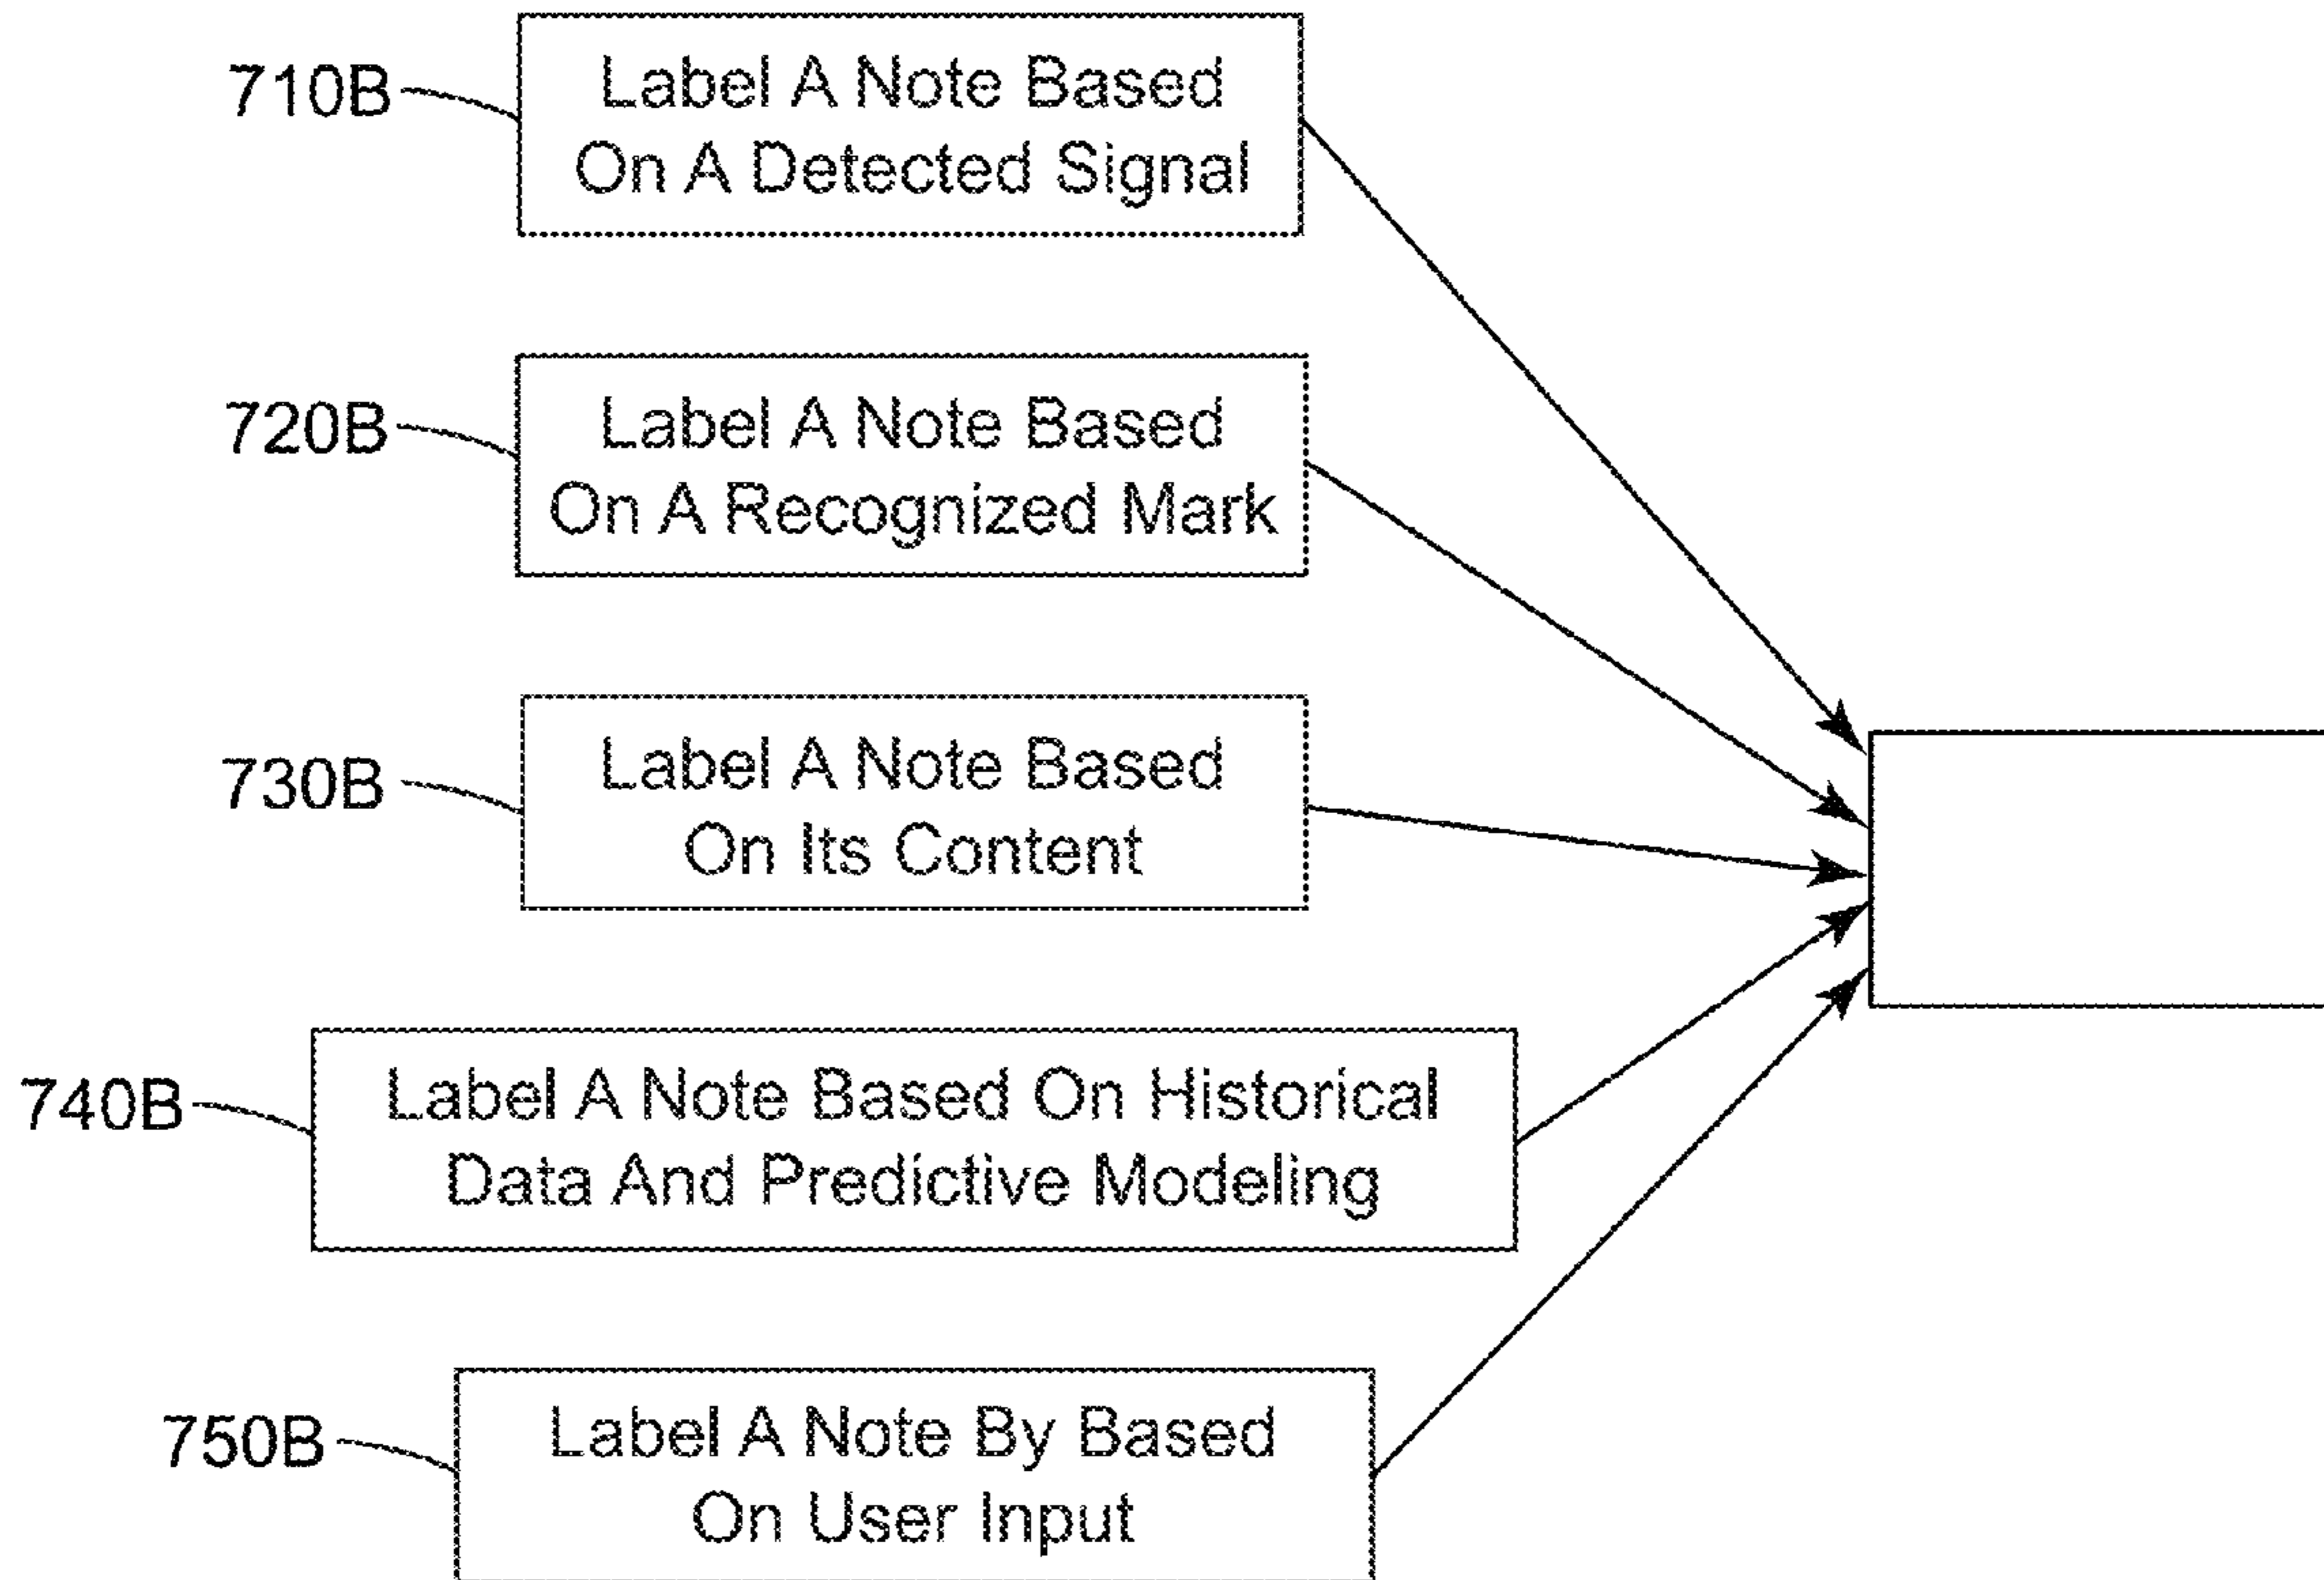 710B
Label A Note Based
On A Detected Signal
720B
Label A Note Based
On A Recognized Mark
730B
Label A Note Based
On Its Content
740B
Label A Note Based On Historical
Data And Predictive Modeling
750B
Label A Note By Based
On User Input